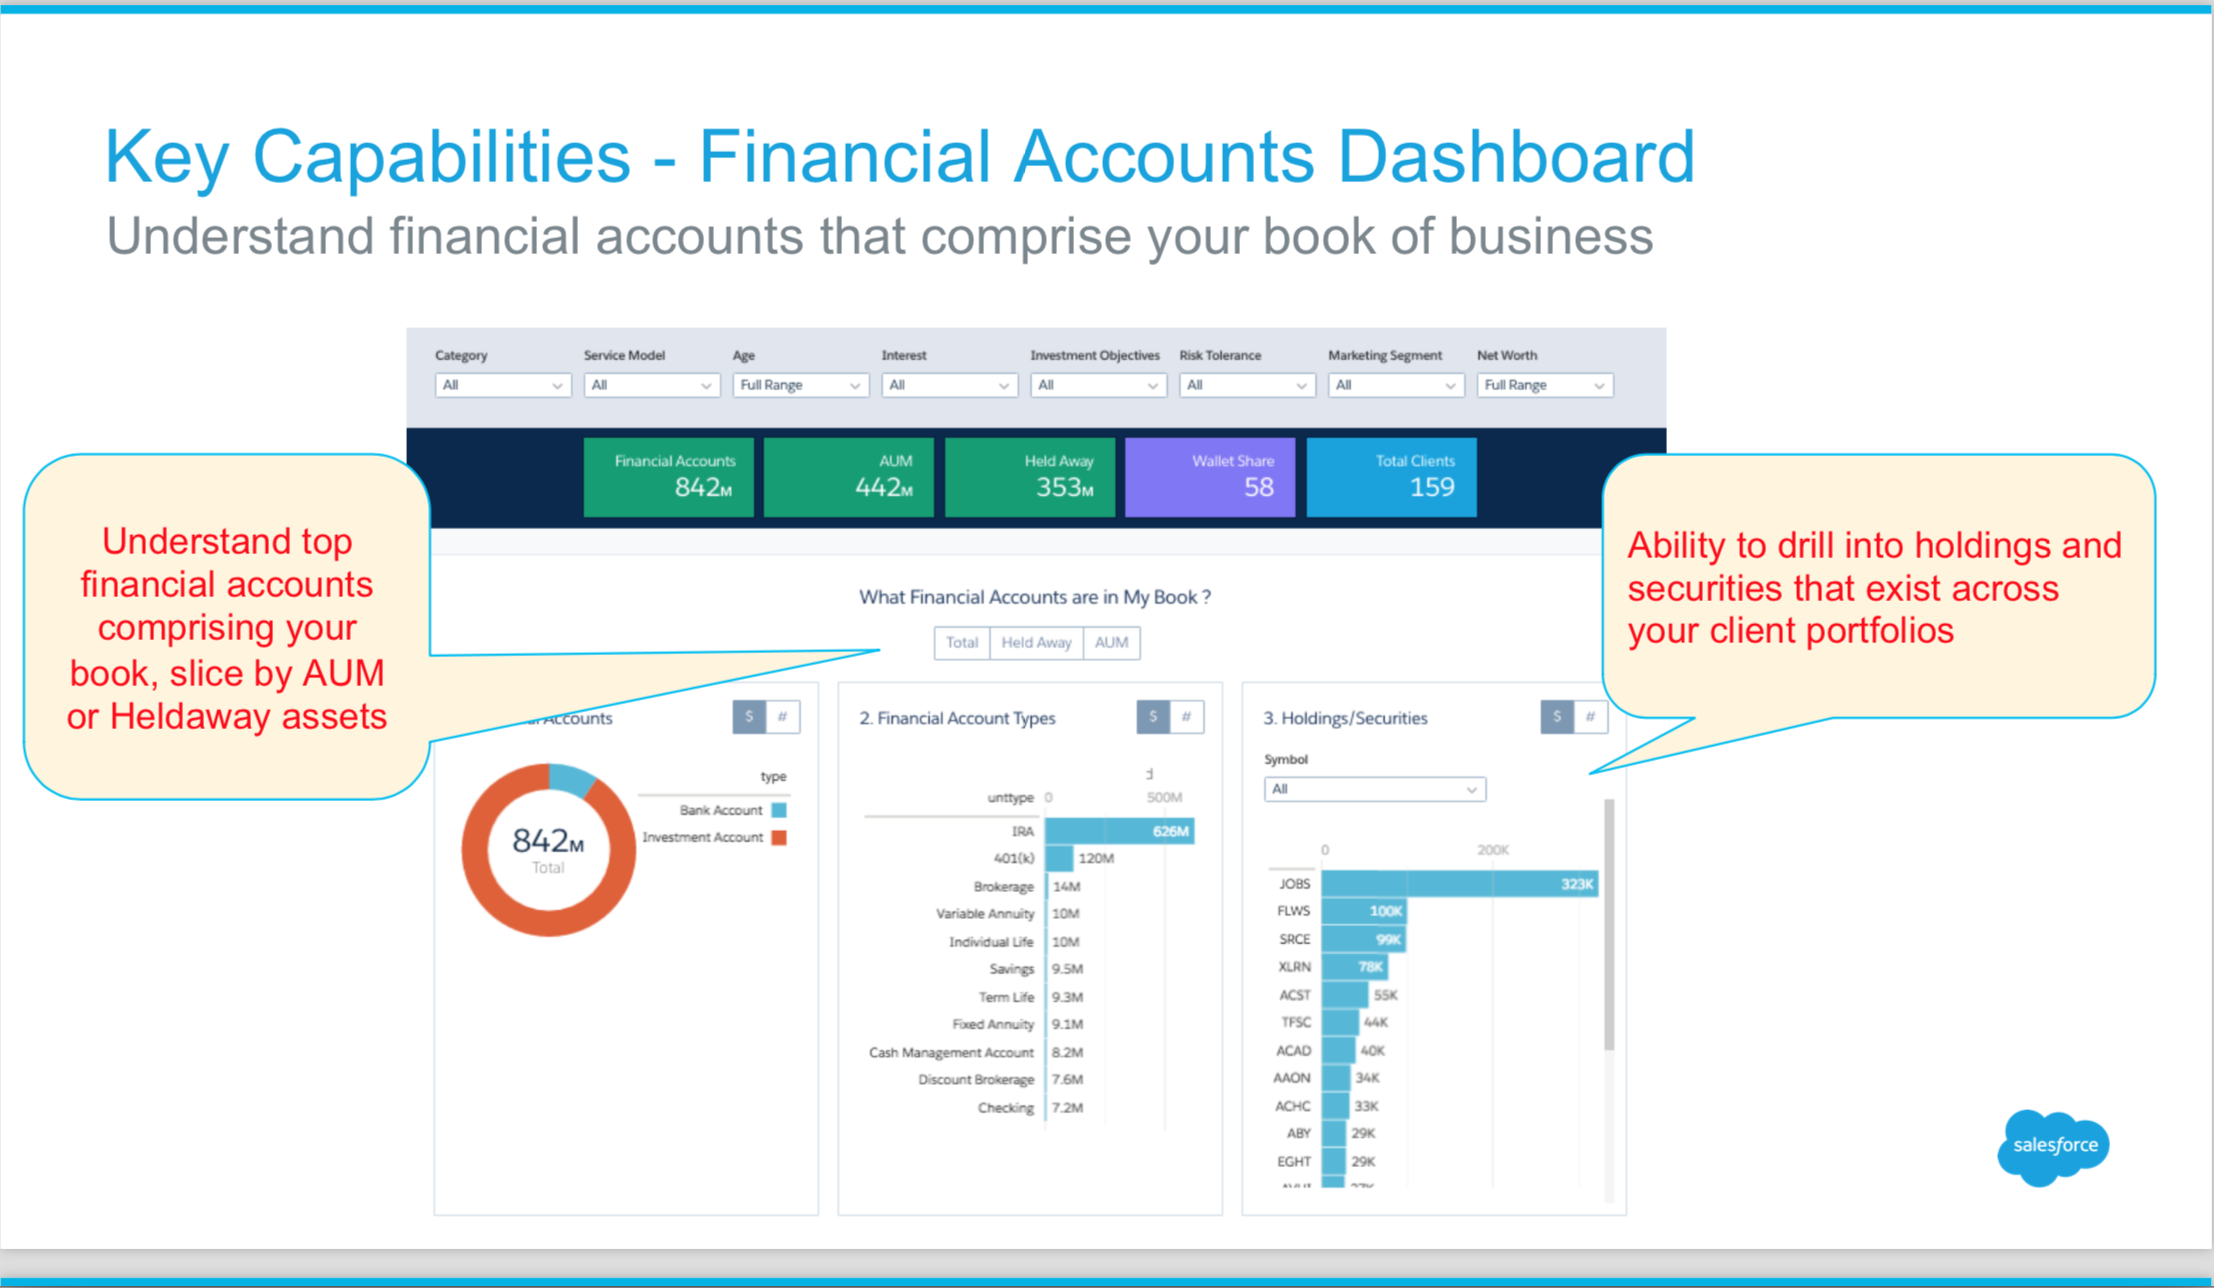 Key Capabilities - Financial Accounts Dashboard
Understand financial accounts that comprise your book of business
Category Service Model Age Interest Investment Objectives Risk Tolerance Marketing Segment Net Worth
All All Full Range All All All All Full Range
Financial Accounts AUM Held Away Wallet Share Total Clients
842M 442M 353M 58 159
Understand top
financial accounts
comprising your
book, slice by AUM
or Heldaway assets
Ability to drill into holdings and
securities that exist across
your client portfolios
What Financial Accounts are in My Book ?
Total Held Away AUM
Accounts $ #
type
Bank Account
Investment Account
842M
Total
2. Financial Account Types $ #
unttype 0 500M
IRA 626M
401(k) 120M
Brokerage 14M
Variable Annuity 10M
Individual Life 10M
Savings 9.5M
Term Life 9.3M
Fixed Annuity 9.1M
Cash Management Account 8.2M
Discount Brokerage 7.6M
Checking 7.2M
3. Holdings/Securities $ #
Symbol
All
0 200K
JOBS 323K
FLWS 100K
SRCE 99K
XLRN 78K
ACST 55K
TFSC 44K
ACAD 40K
AAON 34K
ACHC 33K
ABY 29K
EGHT 29K
salesforce